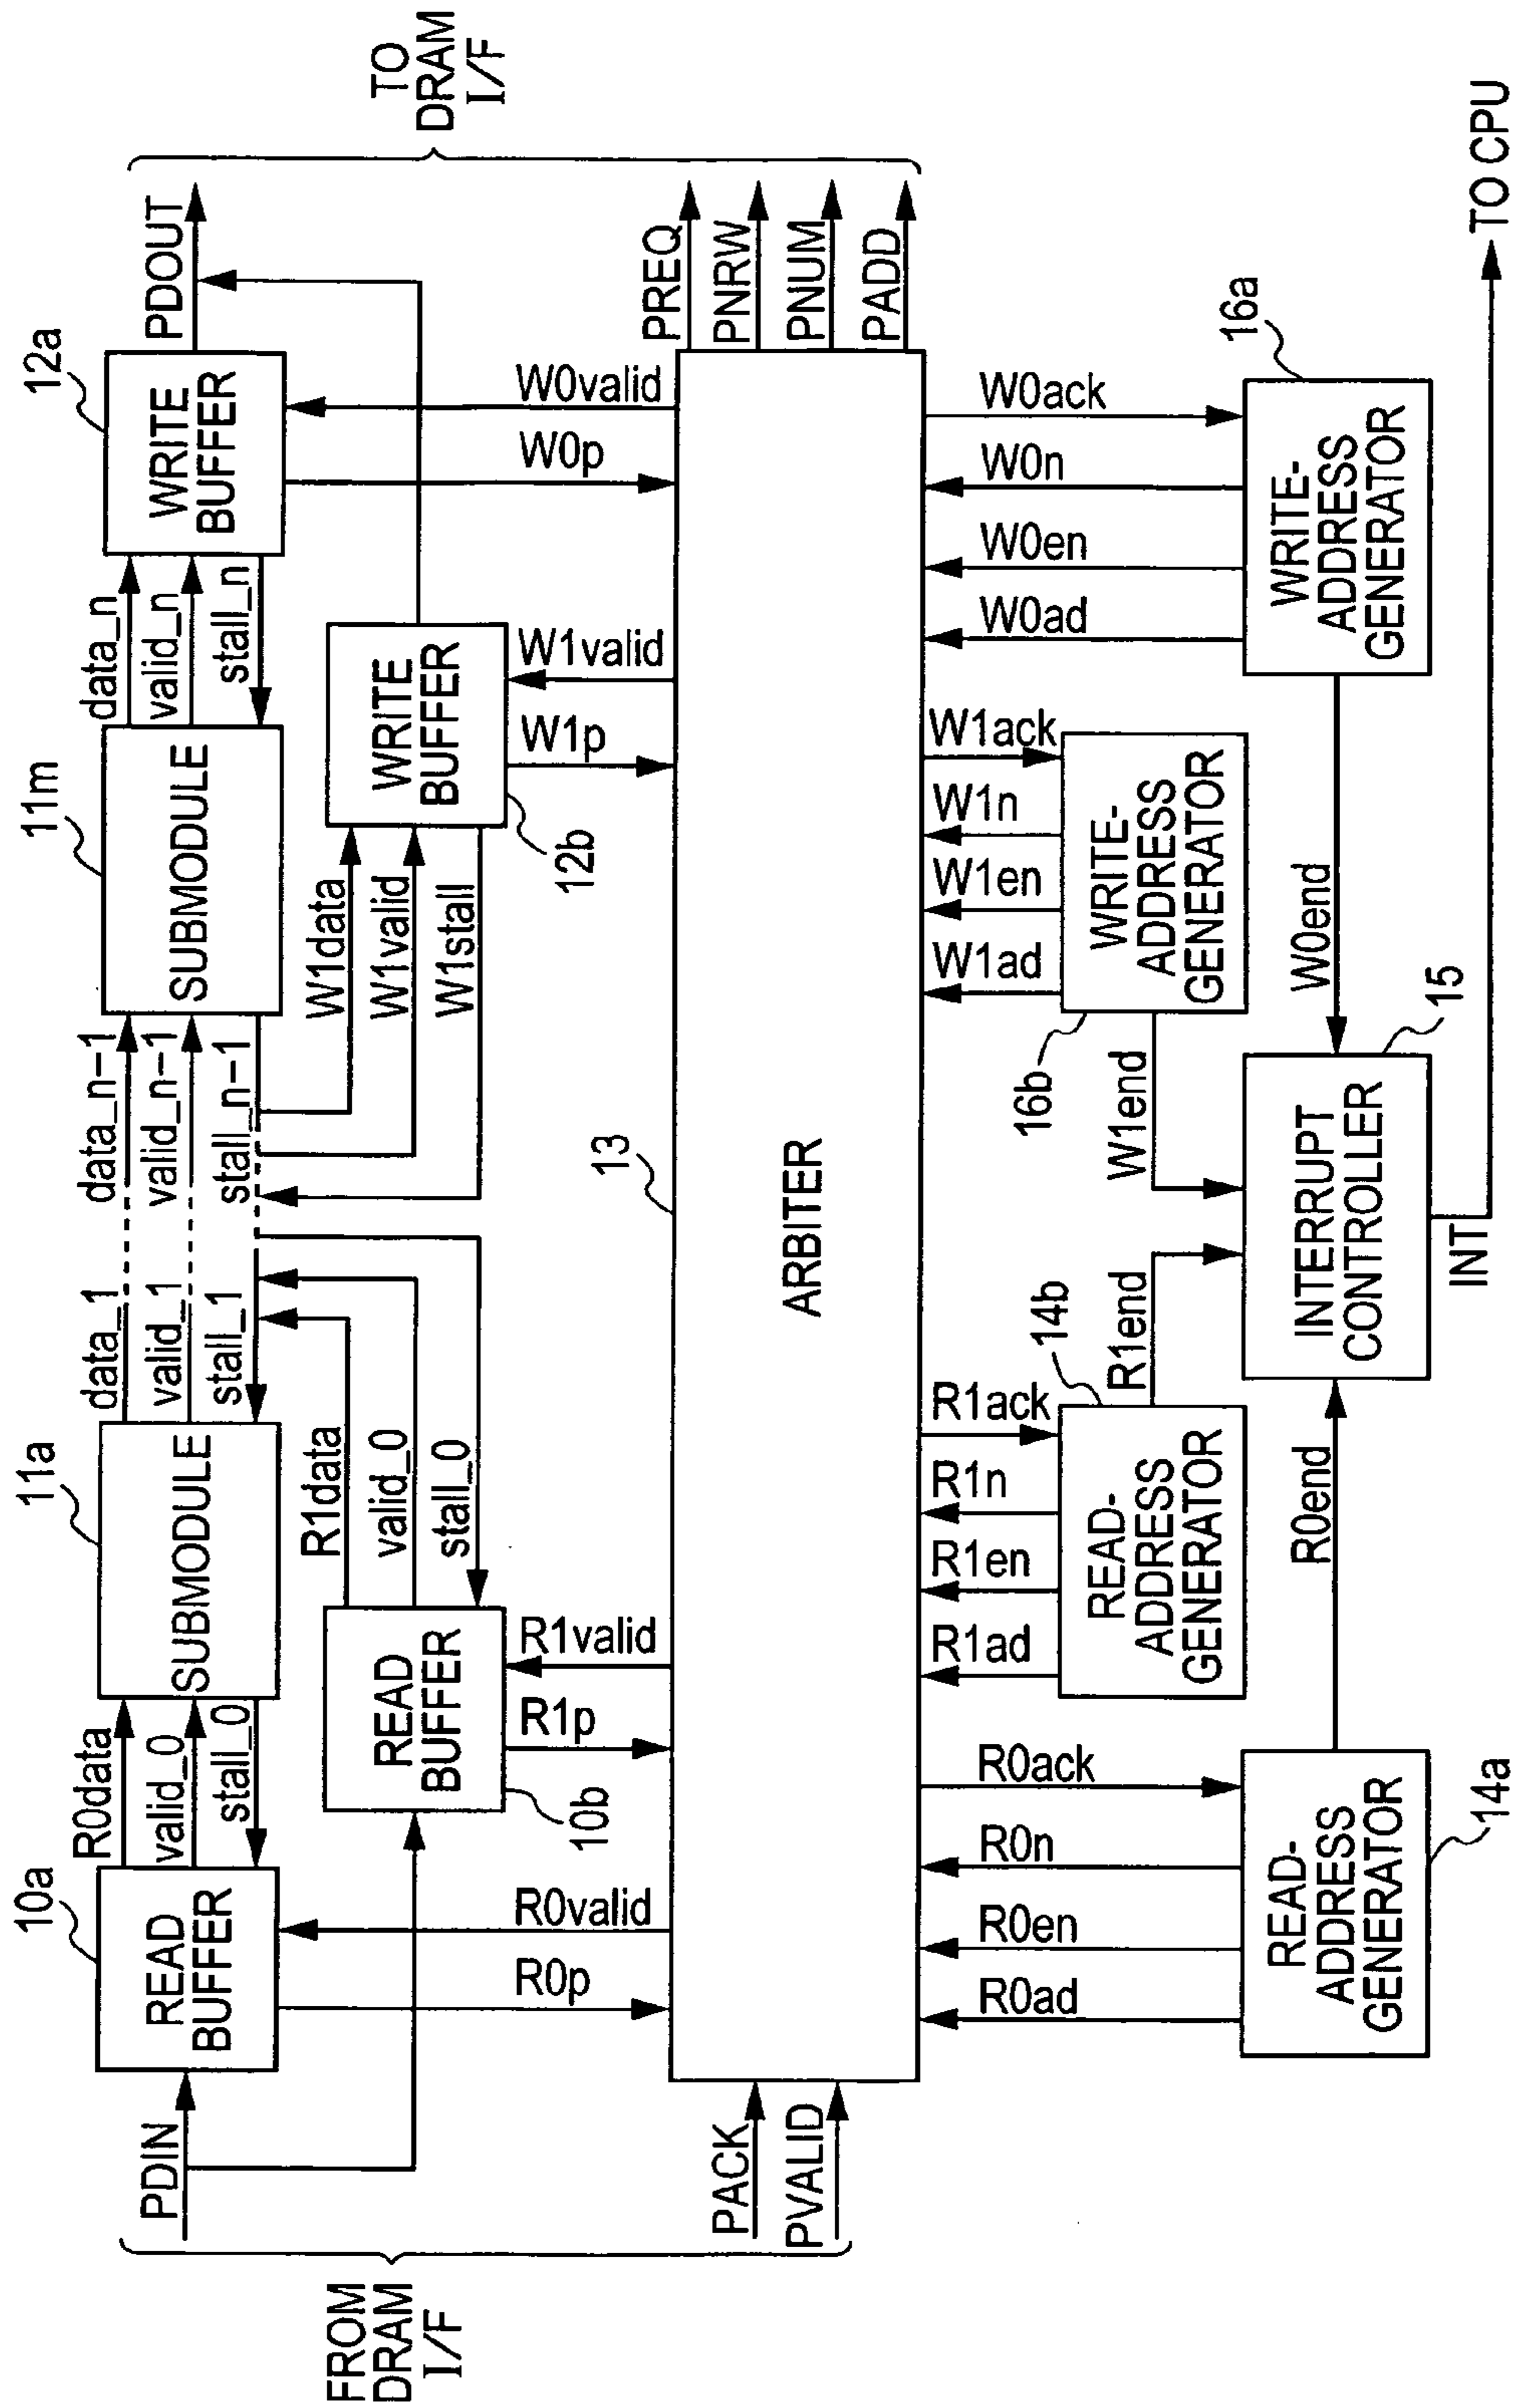 FROM
DRAM
I/F
PDIN
PACK
PVALID
10a
READ
BUFFER
R0data
valid_0
stall_0
11a
SUBMODULE
data_1
valid_1
stall_1
data_n−1
valid_n−1
stall_n−1
11m
SUBMODULE
data_n
valid_n
stall_n
12a
WRITE
BUFFER
PDOUT
TO
DRAM
I/F
READ
BUFFER
10b
R1data
valid_0
stall_0
W1data
W1valid
W1stall
WRITE
BUFFER
12b
R0p
R0valid
R1p
R1valid
W1p
W1valid
W0p
W0valid
13
ARBITER
PREQ
PNRW
PNUM
PADD
R0ad
R0en
R0n
R0ack
R1ad
R1en
R1n
R1ack
W1ad
W1en
W1n
W1ack
W0ad
W0en
W0n
W0ack
READ-
ADDRESS
GENERATOR
14a
READ-
ADDRESS
GENERATOR
14b
WRITE-
ADDRESS
GENERATOR
16b
WRITE-
ADDRESS
GENERATOR
16a
R0end
R1end
W1end
W0end
INTERRUPT
CONTROLLER
15
INT
TO CPU